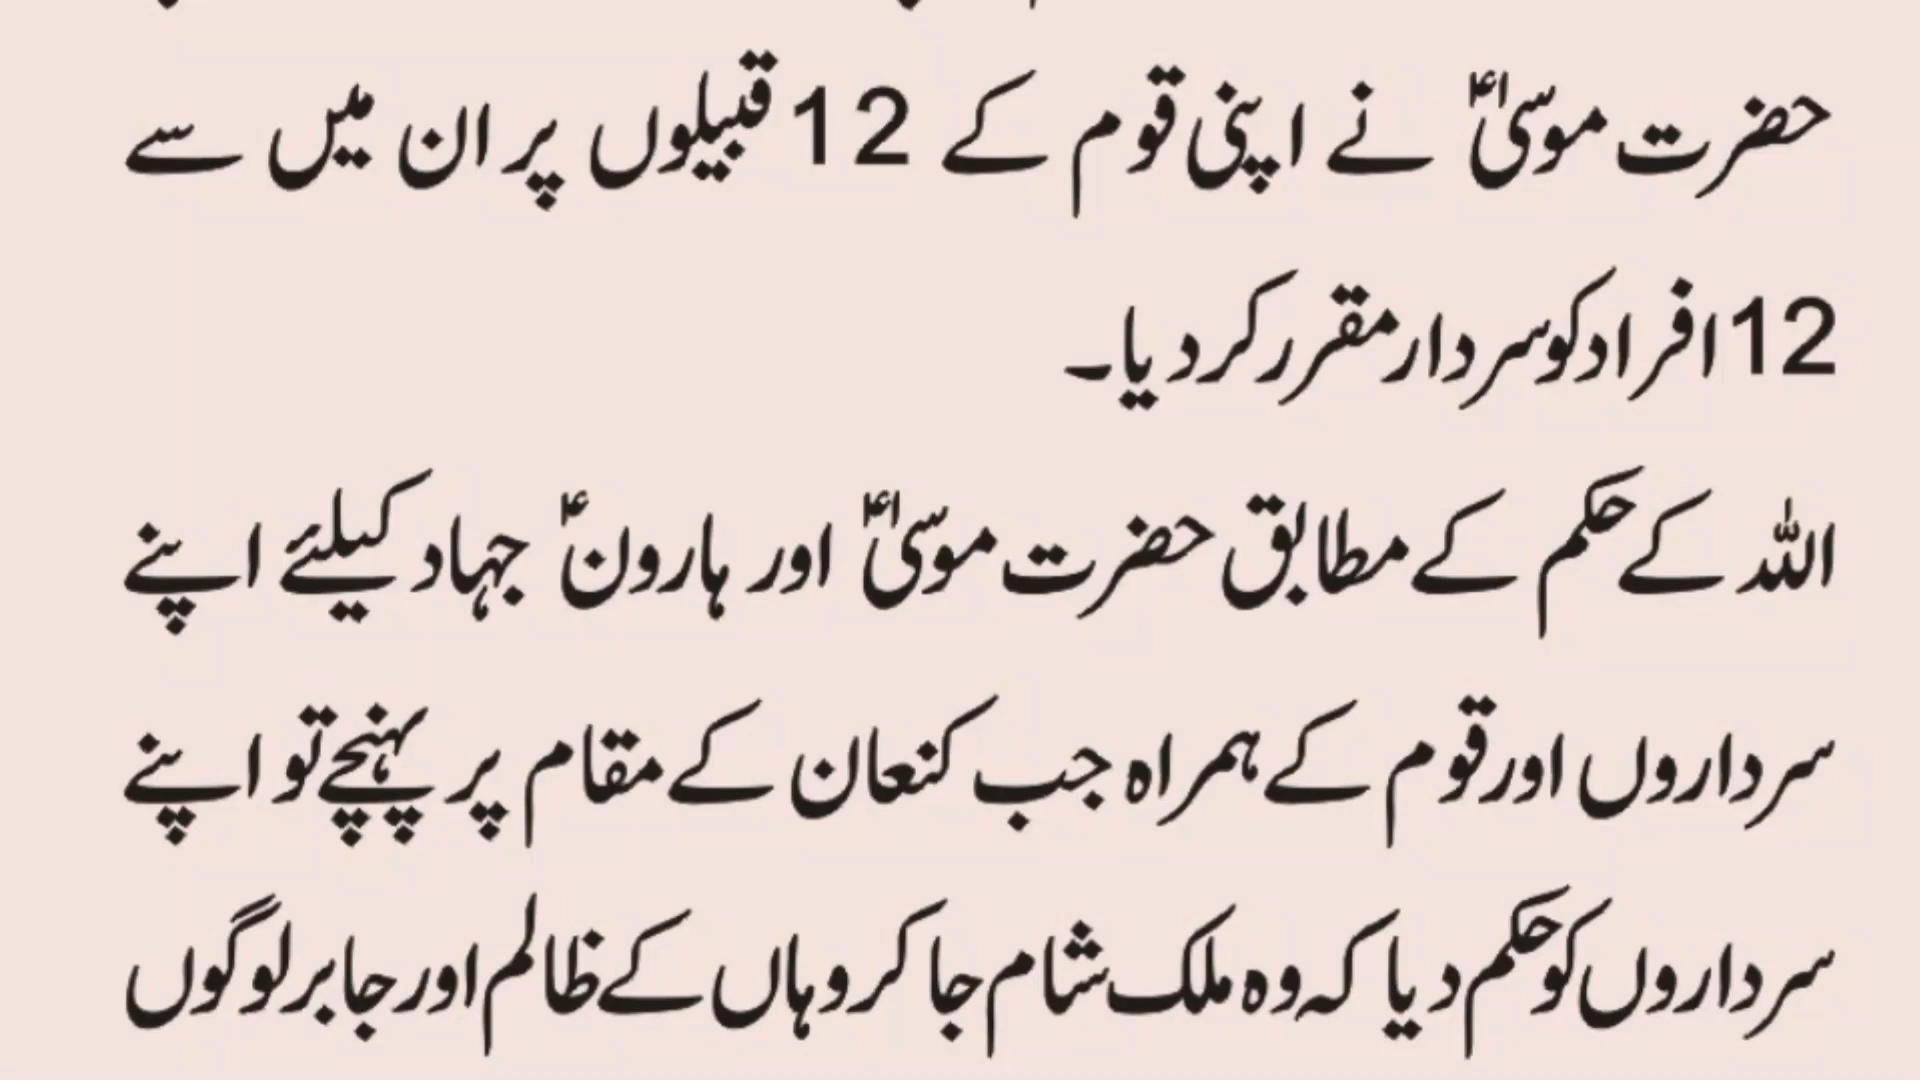 حضرت موسیٰؑ نے اپنی قوم کے 12 قبیلوں پر ان میں سے
12 افراد کو سردار مقرر کر دیا۔
اللہ کے حکم کے مطابق حضرت موسیٰؑ اور ہارونؑ جہاد کیلئے اپنے
سرداروں اور قوم کے ہمراہ جب کنعان کے مقام پر پہنچے تو اپنے
سرداروں کو حکم دیا کہ وہ ملک شام جا کر وہاں کے ظالم اور جابر لوگوں